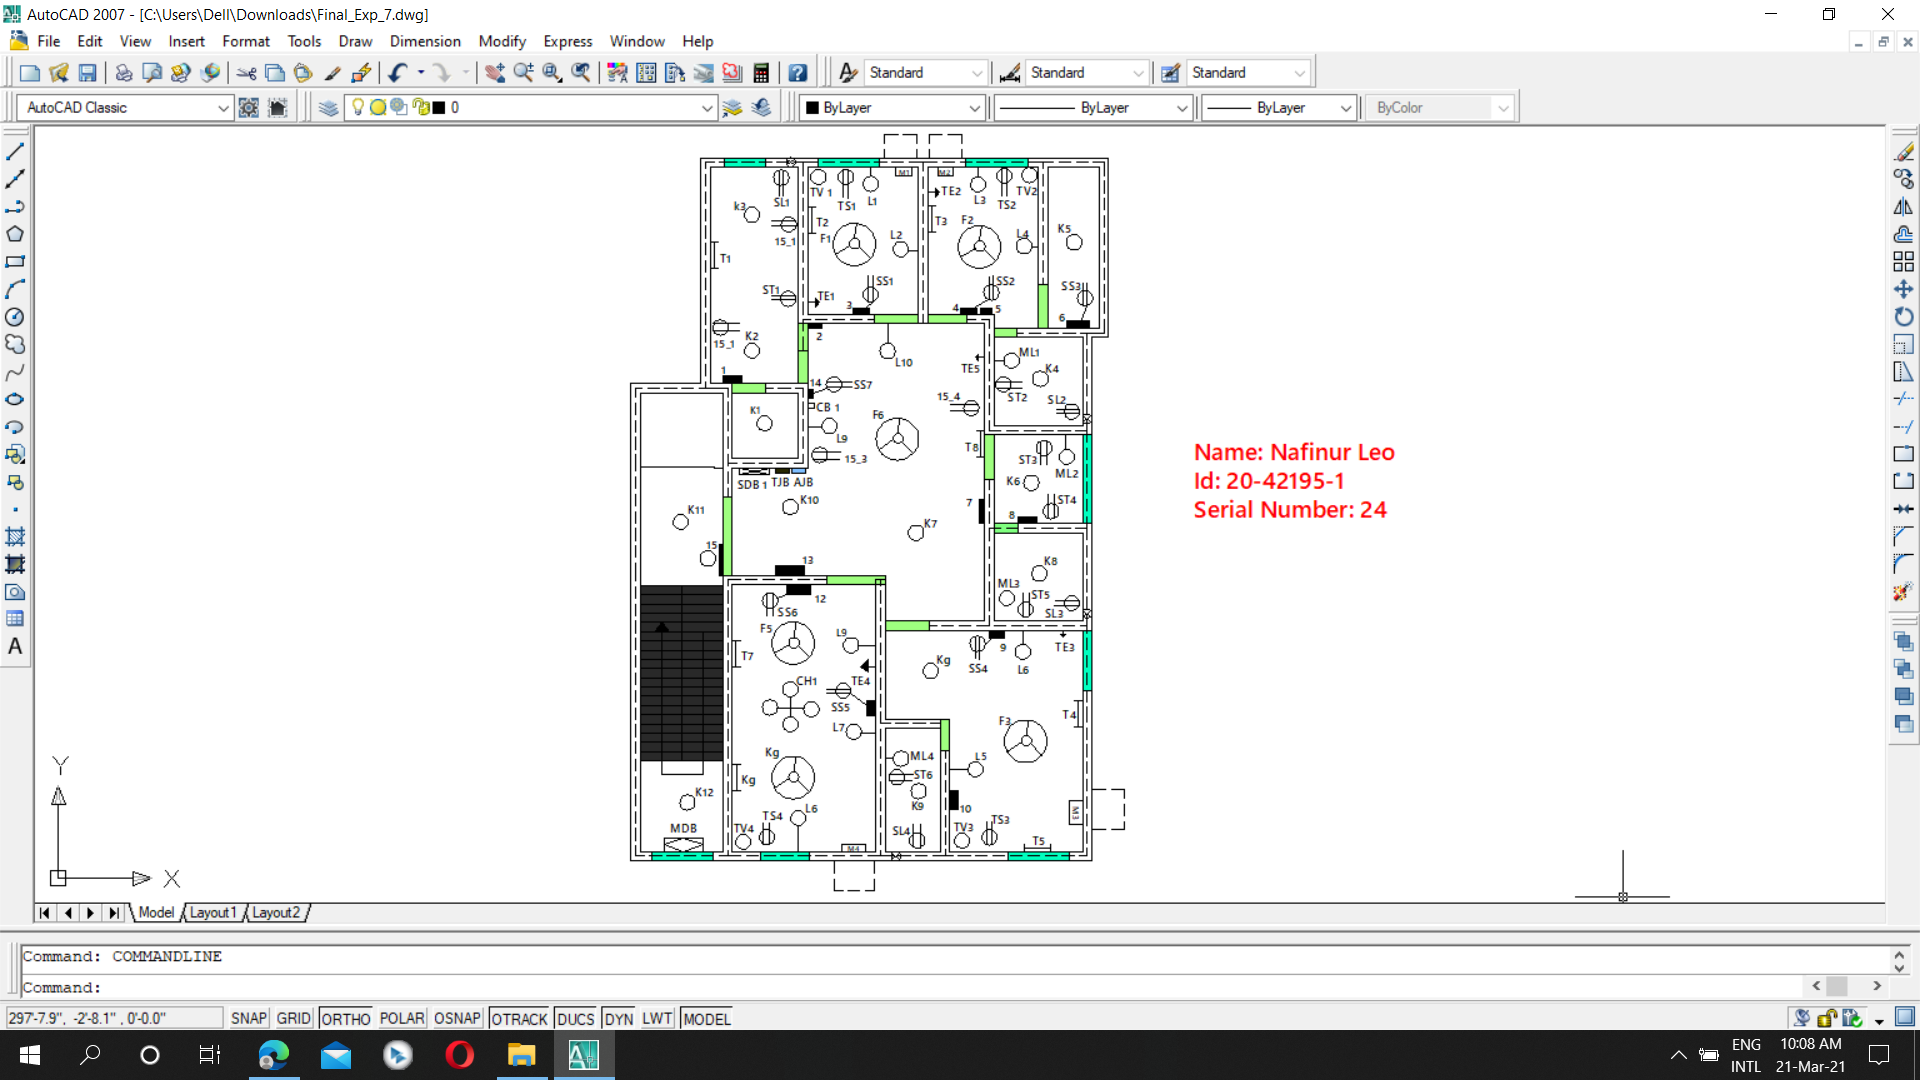 AutoCAD 2007 - [C:\Users\Dell\Downloads\Final_Exp_7.dwg]
File Edit View Insert Format Tools Draw Dimension Modify Express Window Help
Standard Standard Standard
AutoCAD Classic 0 ByLayer ByLayer ByLayer ByColor
M1 M2
TV 1 TS1 L1 TE2 L3 TS2 TV2
k3 SL1
T2 T3 F2
15_1 F1 L2 L4 K5
T1
ST1 TE1 SS1 SS2 SS3
3 4 5 6
15_1 K2 2
L10 ML1
TE5 K4
1 14 SS7
ST2 SL2
K1 CB 1 F6 15_4
L9 T8
15_3 ST3 ML2
SDB 1 TJB AJB K6
K10 7 ST4
K11 K7 8
15 13 K8
ML3 ST5 SL3
12 SS6
F5 L9 9 TE3
T7 Kg SS4 L6
CH1 TE4
SS5 T4
L7 F3
Kg ML4 L5
Kg ST6
K12 K9
L6 10 M3
MDB TV4 TS4 SL4 TV3 TS3 T5
M4
Name: Nafinur Leo
Id: 20-42195-1
Serial Number: 24
Y
X
Model Layout1 Layout2
Command: COMMANDLINE
Command:
297'-7.9", -2'-8.1" , 0'-0.0" SNAP GRID ORTHO POLAR OSNAP OTRACK DUCS DYN LWT MODEL
ENG 10:08 AM
INTL 21-Mar-21